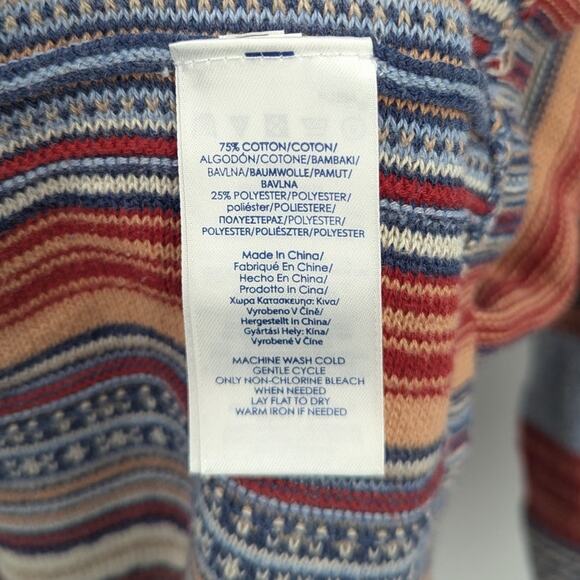 75% COTTON/COTON/
ALGODÓN/COTONE/BAMBAKI/
BAVLNA/BAUMWOLLE/PAMUT/
BAVLNA
25% POLYESTER/POLYESTER/
poliéster/POLIESTERE/
ΠΟΛΥΕΣΤΕΡΑΣ/POLYESTER/
POLYESTER/POLIÉSZTER/POLYESTER
Made In China/
Fabriqué En Chine/
Hecho En China/
Prodotto In Cina/
Χωρα Κατασκευης: Κινα/
Vyrobeno V Číně/
Hergestellt in China/
Gyártási Hely: Kína/
Vyrobené V Číne
MACHINE WASH COLD
GENTLE CYCLE
ONLY NON-CHLORINE BLEACH
WHEN NEEDED
LAY FLAT TO DRY
WARM IRON IF NEEDED